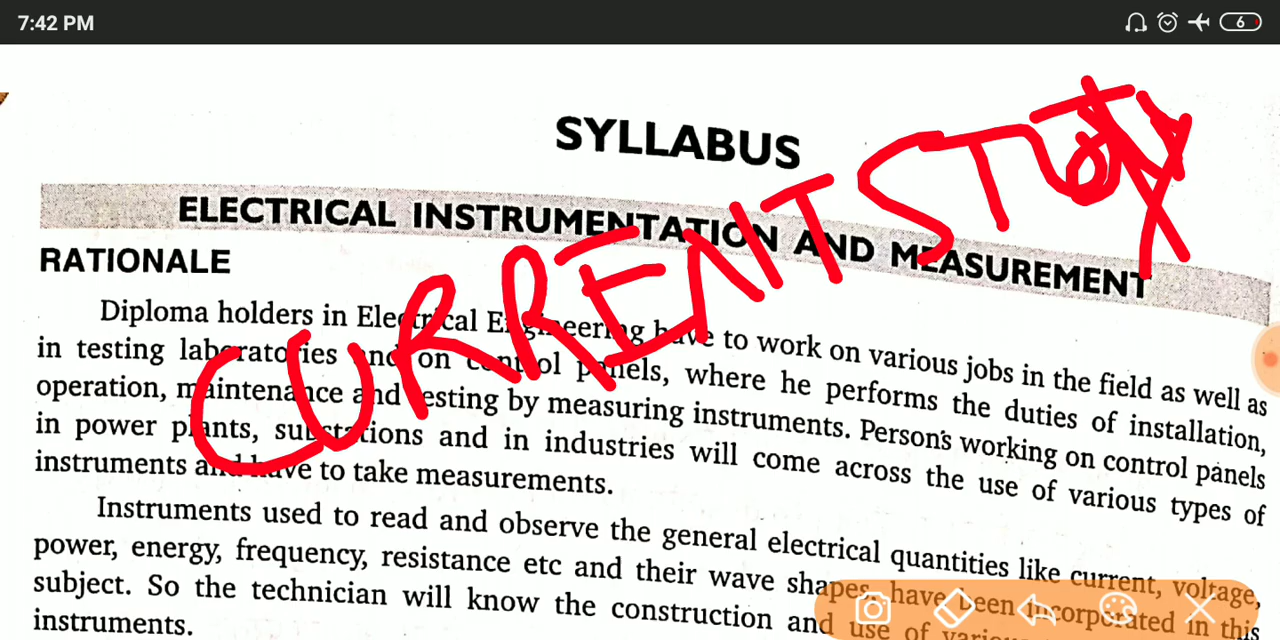 7:42 PM
6
SYLLABUS
ELECTRICAL INSTRUMENTATION AND MEASUREMENT
RATIONALE
Diploma holders in Electrical Engineering have to work on various jobs in the field as well as
in testing laboratories and on control panels, where he performs the duties of installation,
operation, maintenance and testing by measuring instruments. Person's working on control panels
in power plants, substations and in industries will come across the use of various types of
instruments and have to take measurements.
Instruments used to read and observe the general electrical quantities like current, voltage,
power, energy, frequency, resistance etc and their wave shapes, have been incorporated in this
subject. So the technician will know the construction and use of various
instruments.
CURRENT